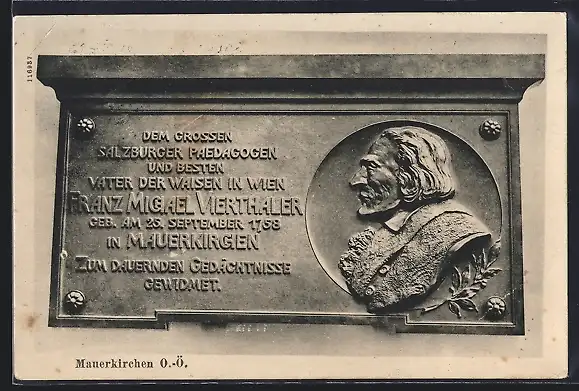 116937
DEM GROSSEN
SALZBURGER PAEDAGOGEN
UND BESTEN
VATER DER WAISEN IN WIEN
FRANZ MICHAEL VIERTHALER
GEB. AM 25. SEPTEMBER 1758
IN MAUERKIRCHEN
ZUM DAUERNDEN GEDÄCHTNISSE
GEWIDMET.
Mauerkirchen O.-Ö.